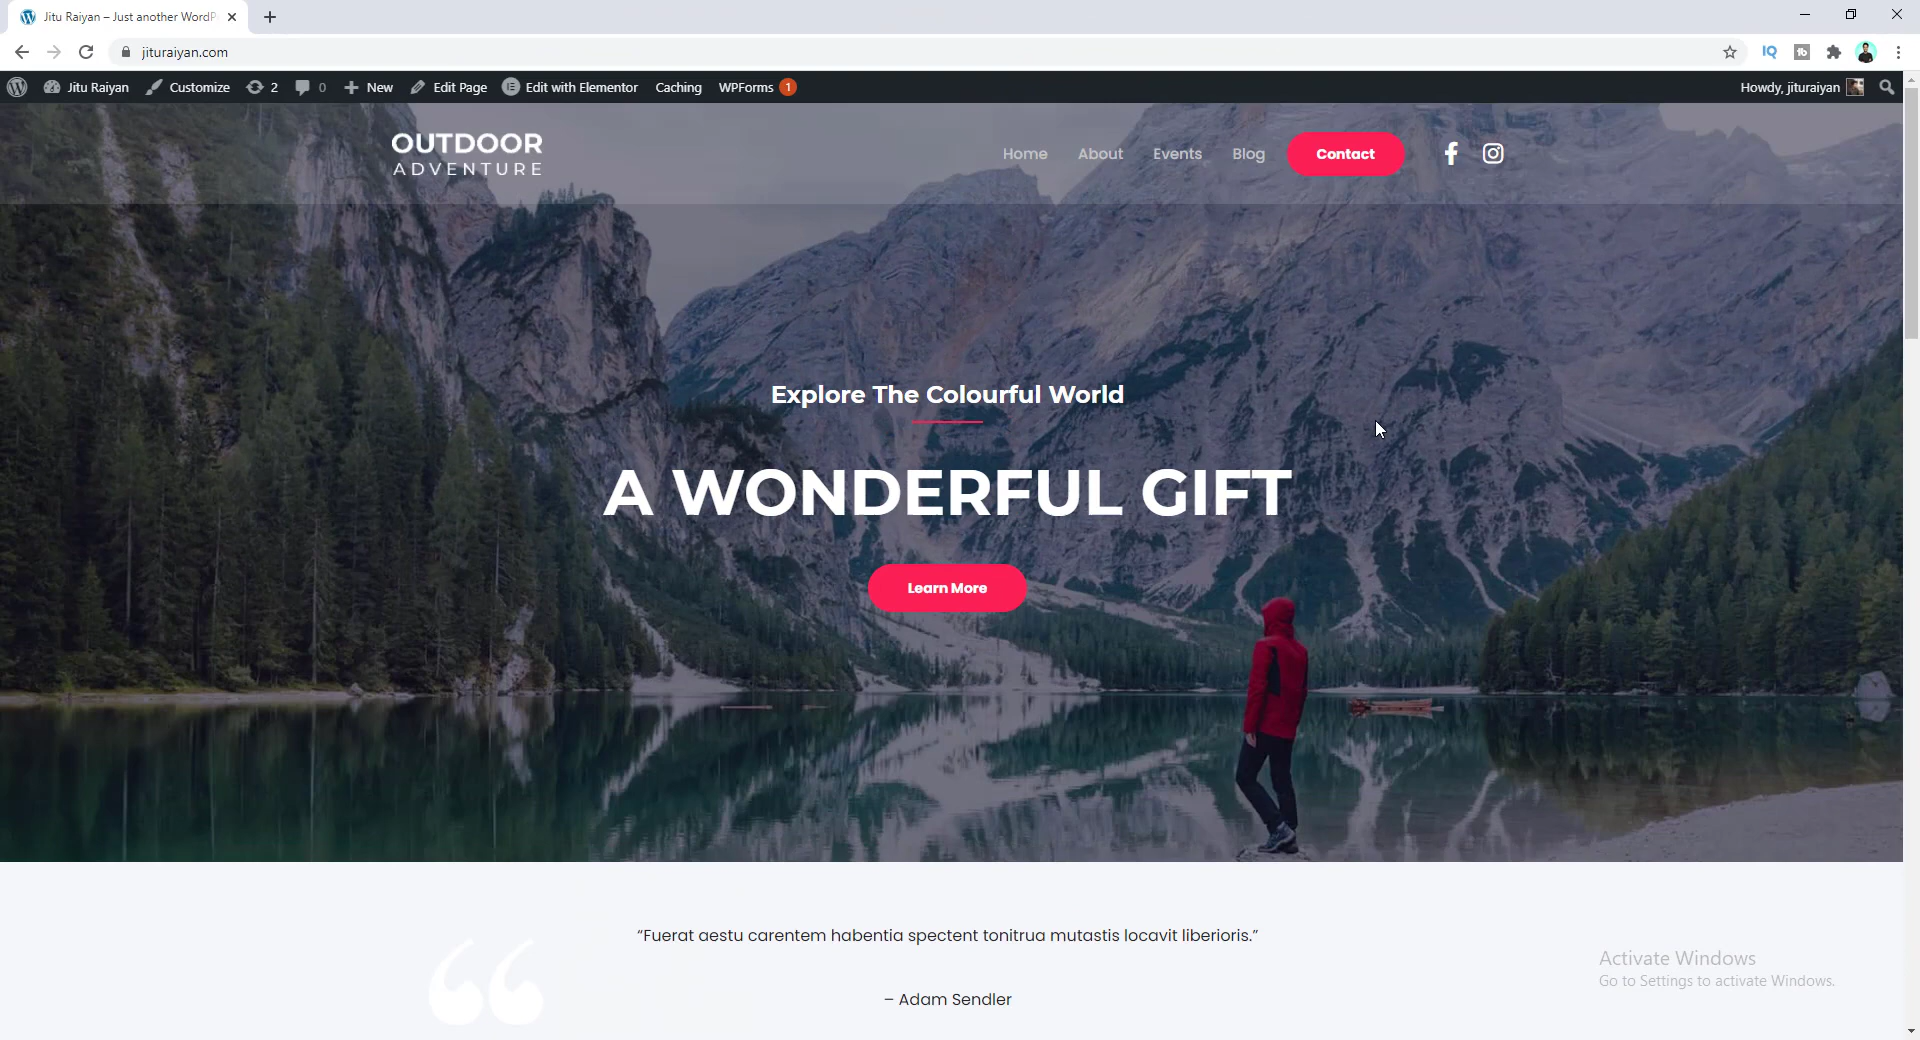 Jitu Raiyan – Just another WordP
jituraiyan.com
IQ
Jitu Raiyan Customize 2 0 New Edit Page Edit with Elementor Caching WPForms 1 Howdy, jituraiyan
OUTDOOR
ADVENTURE
Home About Events Blog Contact
Explore The Colourful World
A WONDERFUL GIFT
Learn More
“Fuerat aestu carentem habentia spectent tonitrua mutastis locavit liberioris.”
– Adam Sendler
Activate Windows
Go to Settings to activate Windows.